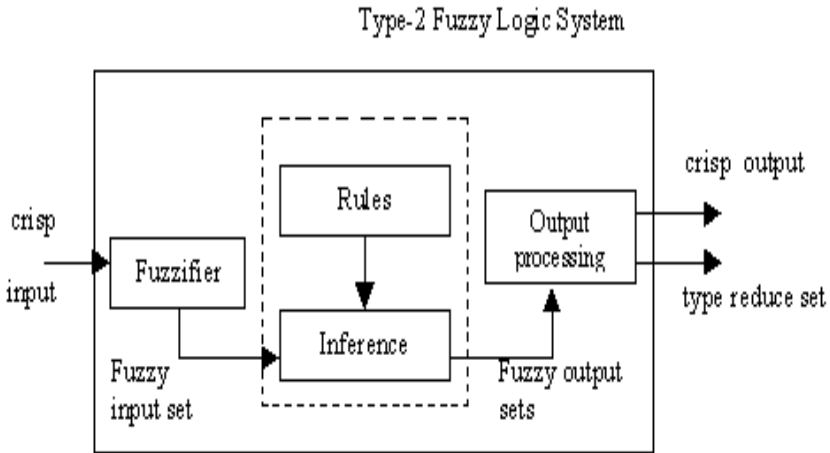 Type-2 Fuzzy Logic System
crisp
input
Fuzzifier
Fuzzy
input set
Rules
Inference
Output
processing
Fuzzy output
sets
crisp output
type reduce set